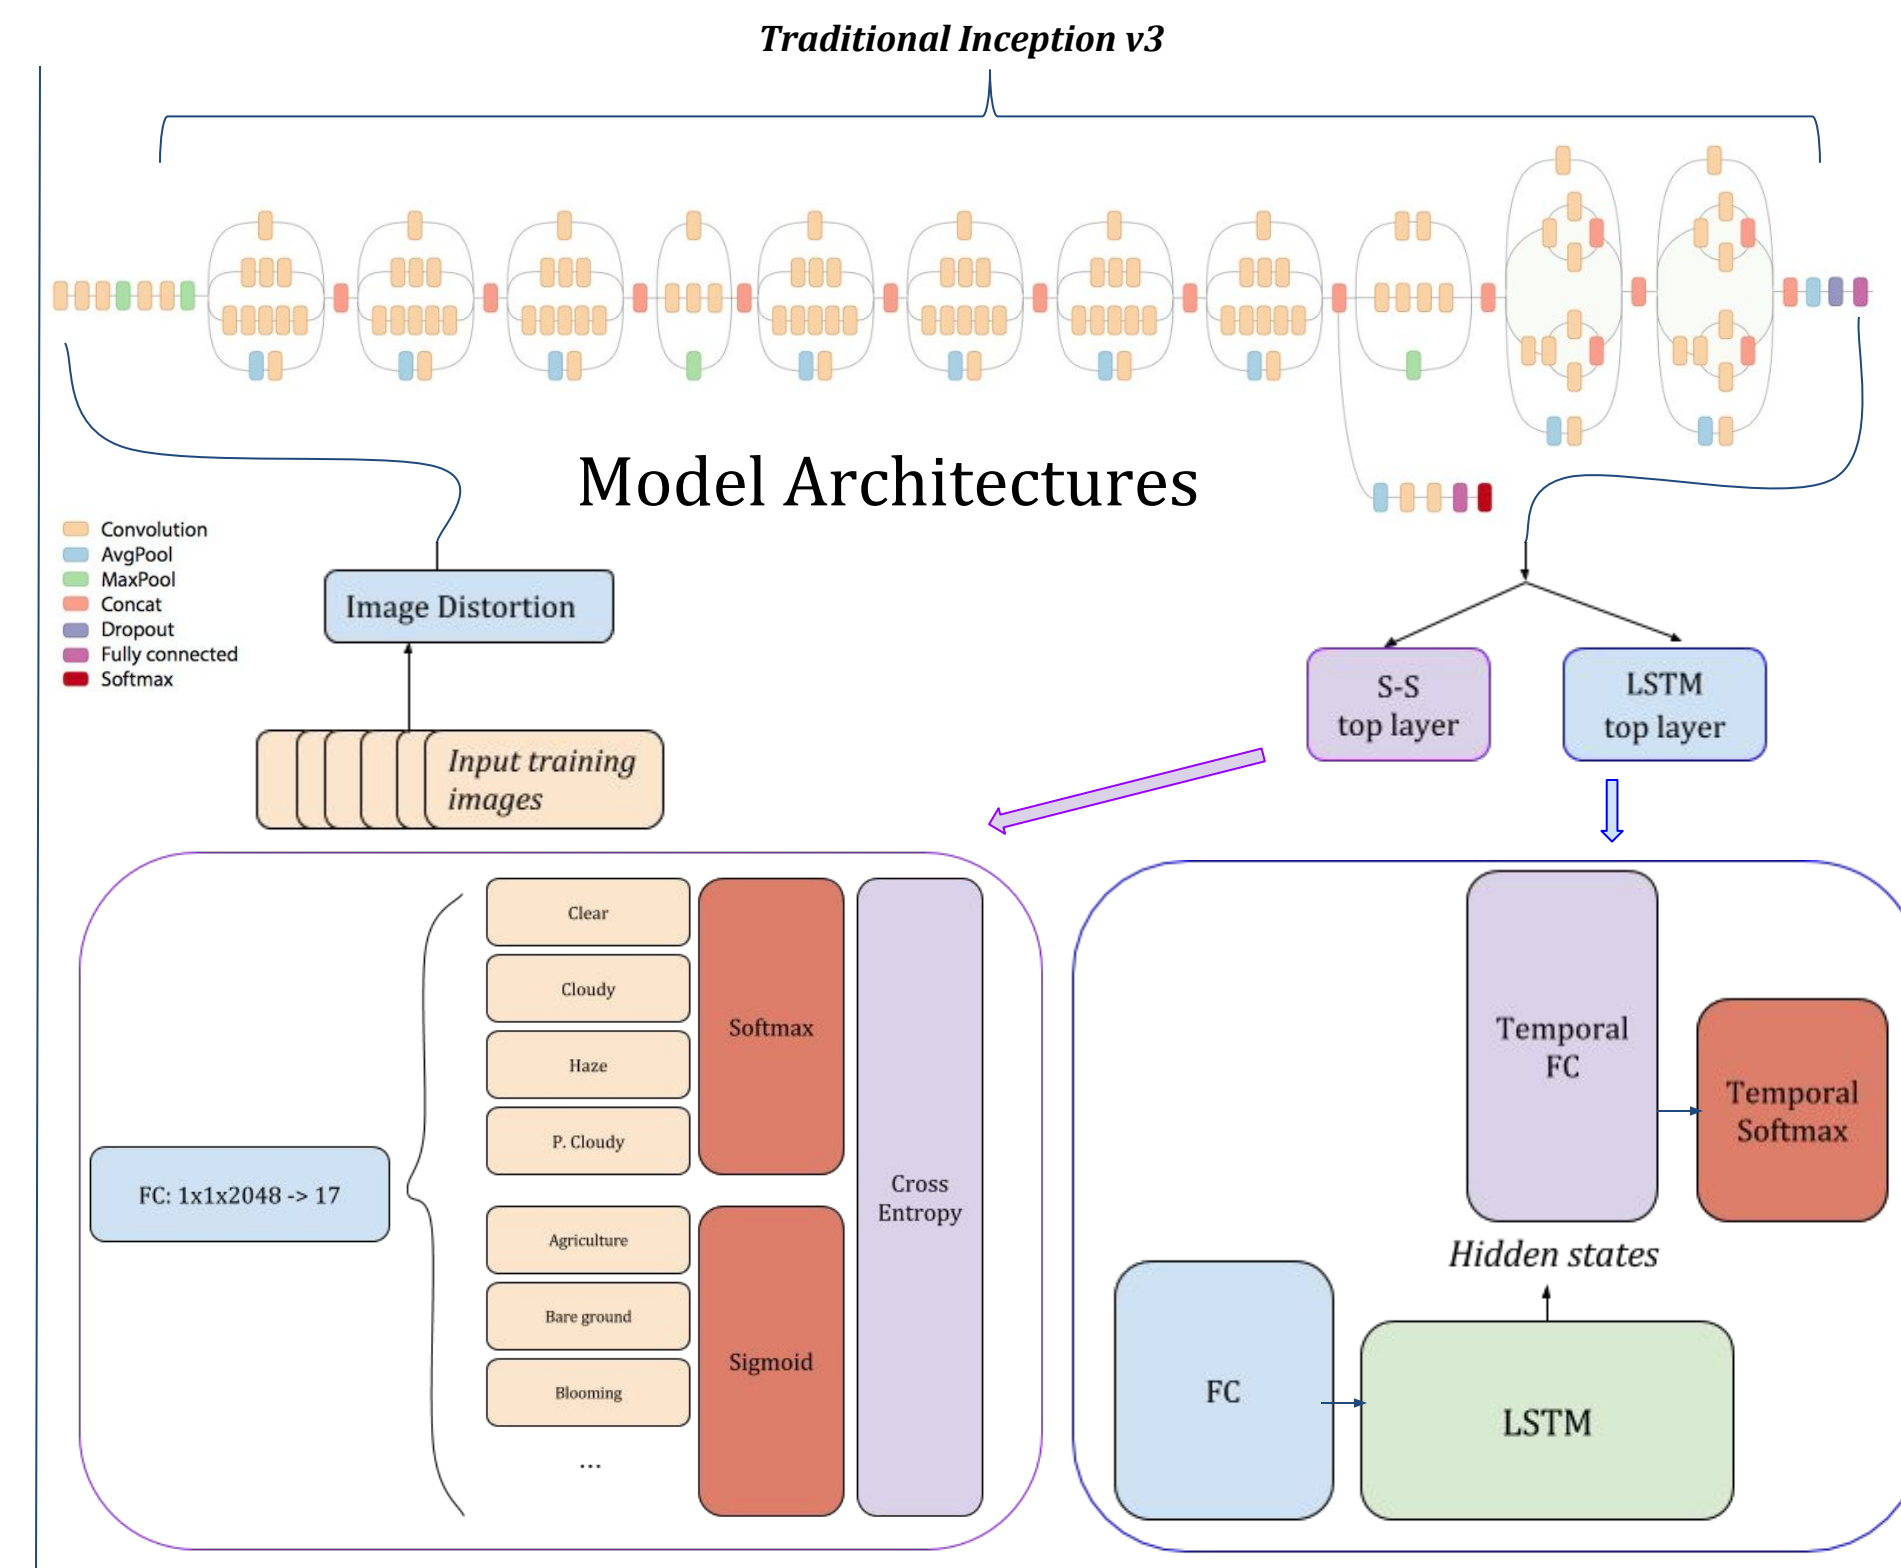 Traditional Inception v3
Model Architectures
Convolution
AvgPool
MaxPool
Concat
Dropout
Fully connected
Softmax
Image Distortion
Input training
images
S-S
top layer
LSTM
top layer
FC: 1x1x2048 -> 17
Clear
Cloudy
Haze
P. Cloudy
Agriculture
Bare ground
Blooming
...
Softmax
Sigmoid
Cross
Entropy
Temporal
FC
Temporal
Softmax
Hidden states
FC
LSTM